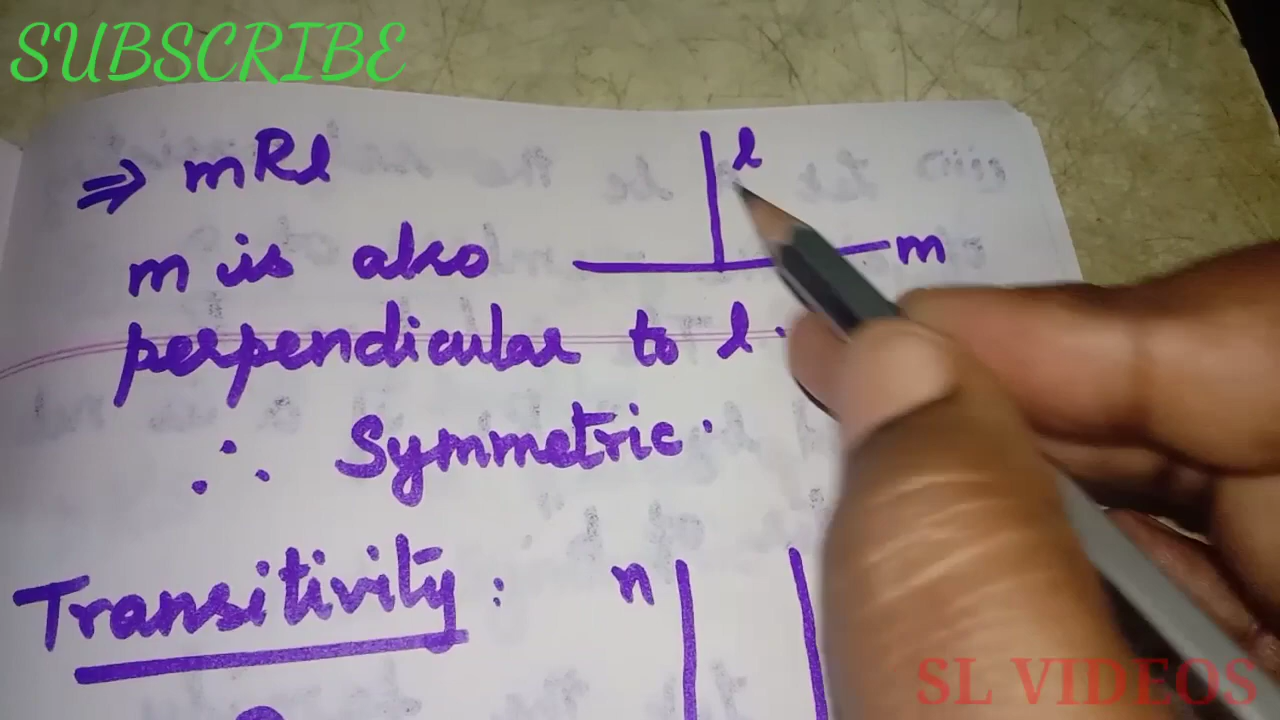 SUBSCRIBE
⇒ mRl
l
m is also
m
perpendicular to l.
∴ Symmetric.
Transitivity :
n
SL VIDEOS